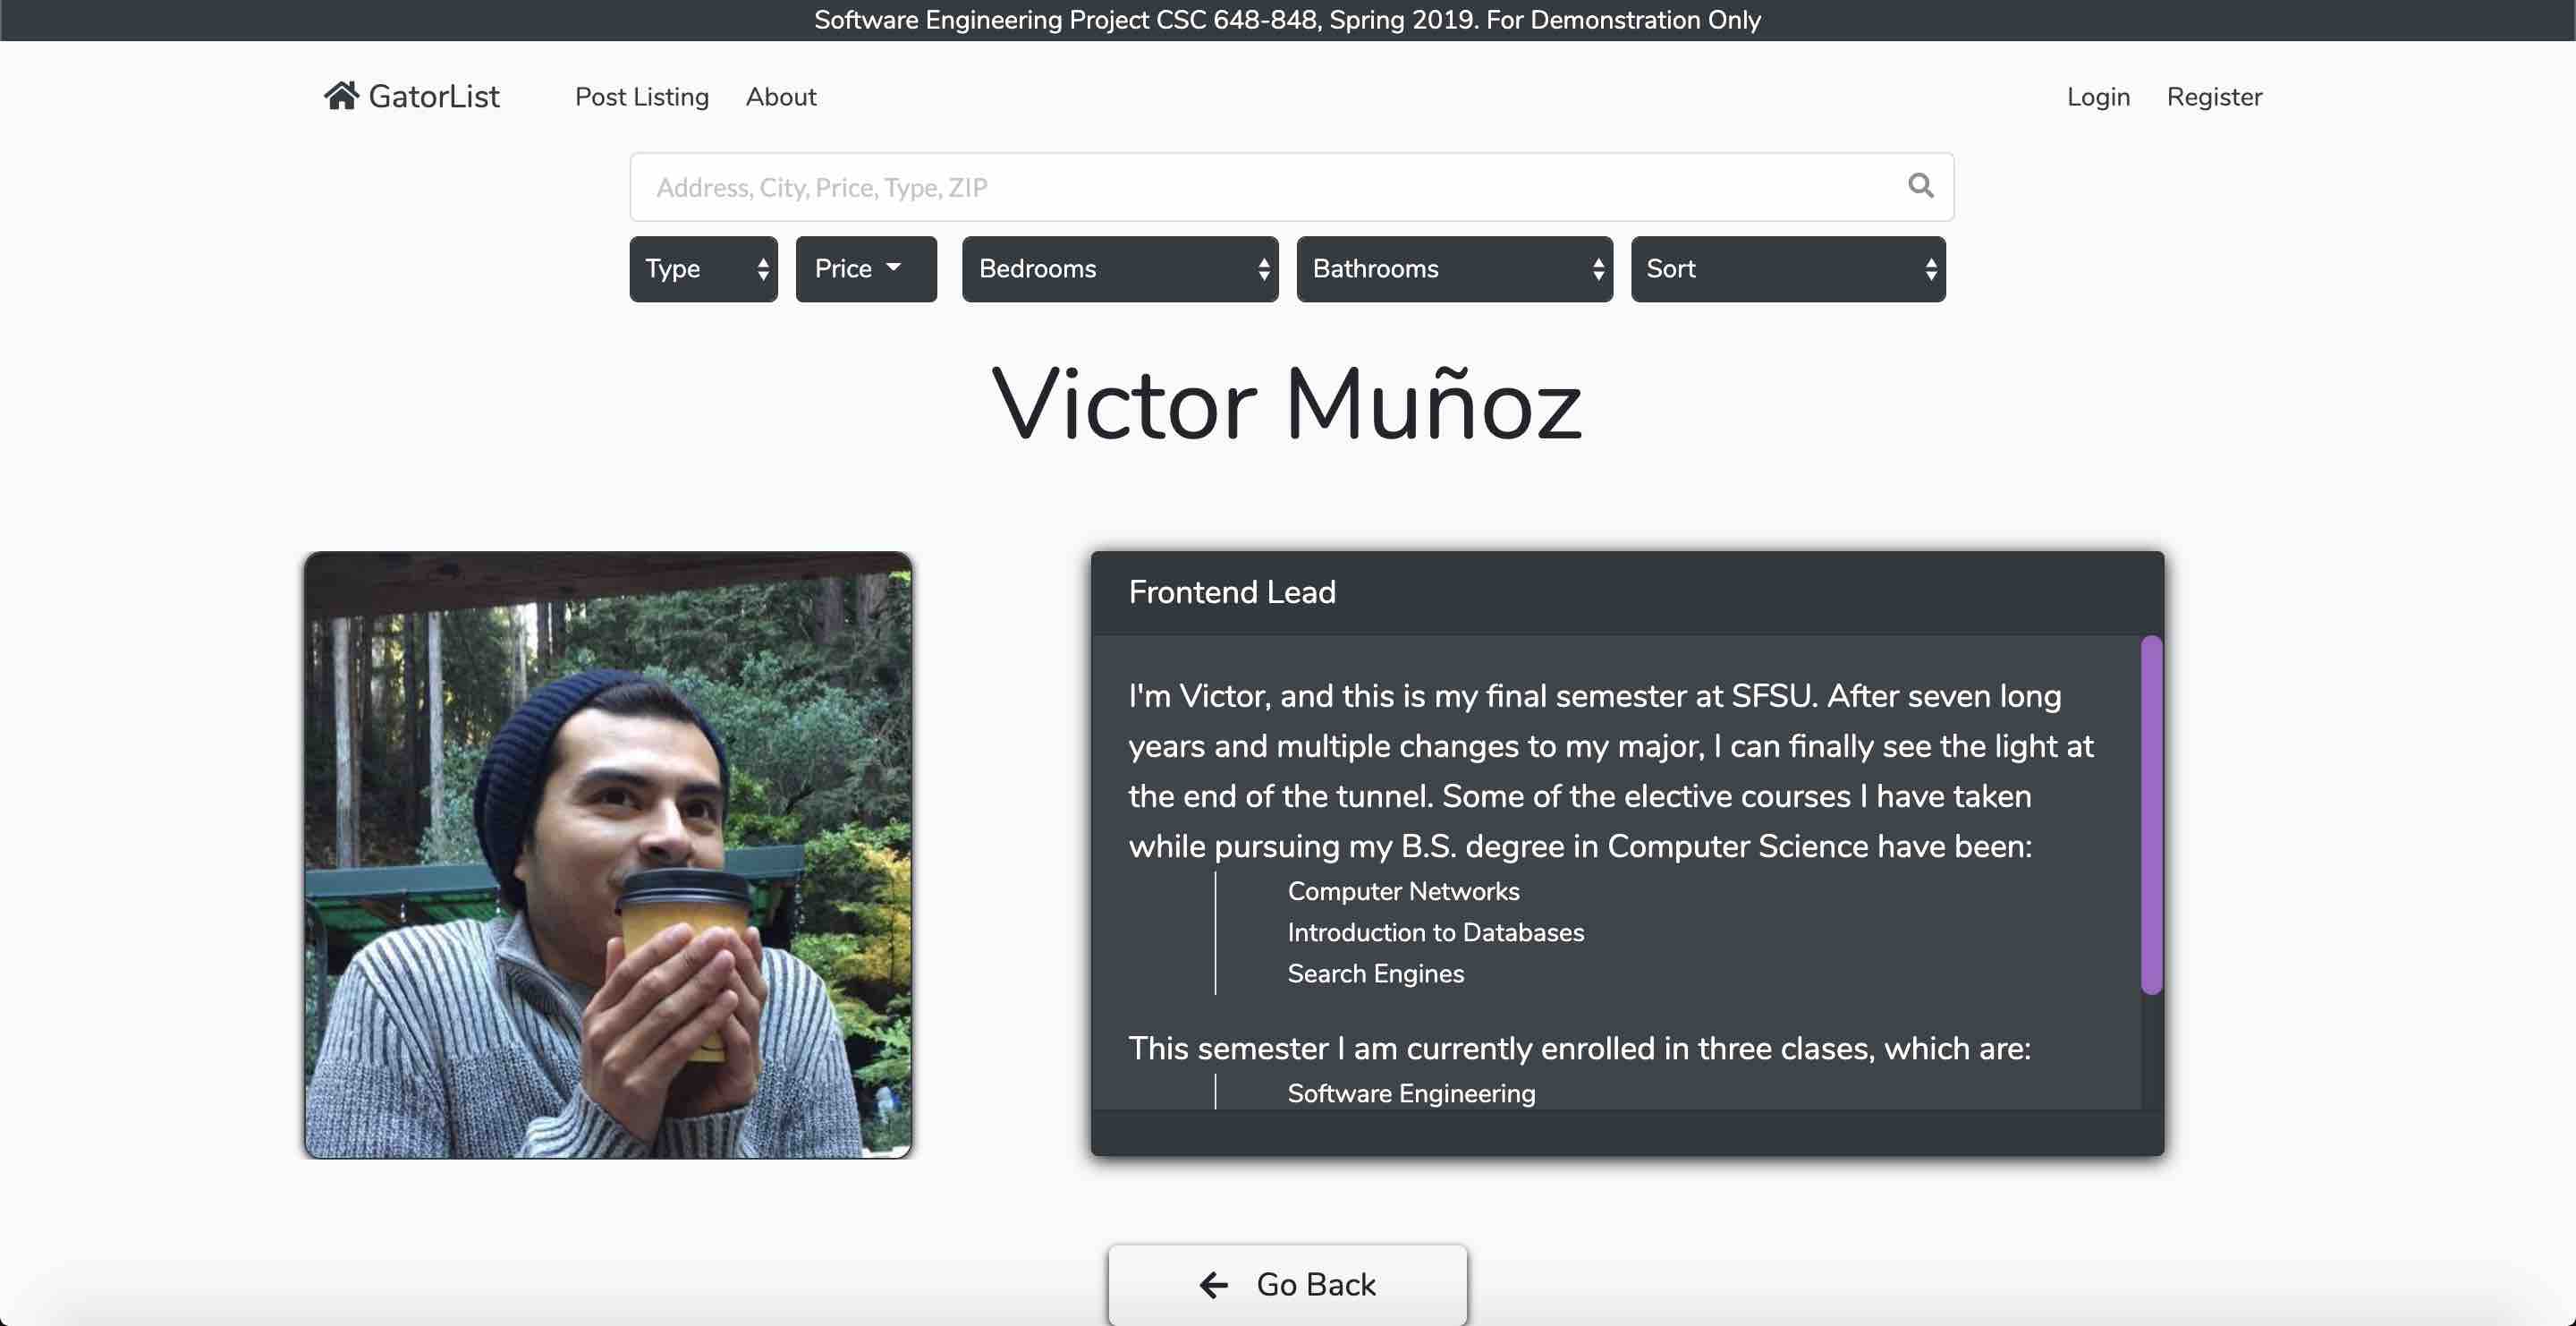 Software Engineering Project CSC 648-848, Spring 2019. For Demonstration Only
GatorList Post Listing About Login Register
Address, City, Price, Type, ZIP
Type Price Bedrooms Bathrooms Sort
Victor Muñoz
Frontend Lead
I'm Victor, and this is my final semester at SFSU. After seven long
years and multiple changes to my major, I can finally see the light at
the end of the tunnel. Some of the elective courses I have taken
while pursuing my B.S. degree in Computer Science have been:
Computer Networks
Introduction to Databases
Search Engines
This semester I am currently enrolled in three clases, which are:
Software Engineering
Go Back